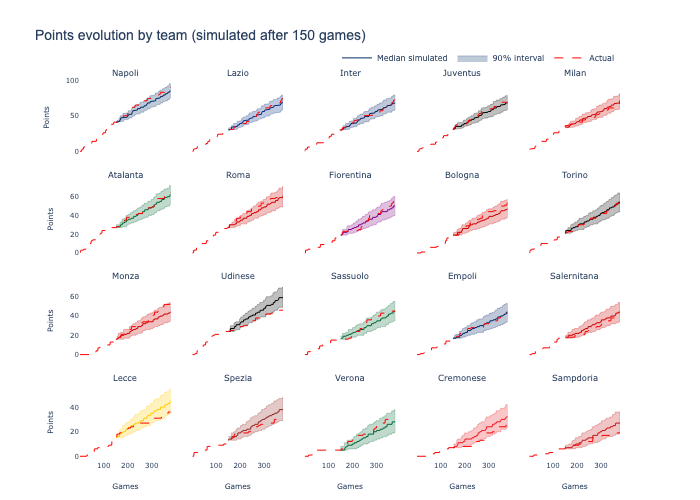 Points evolution by team (simulated after 150 games)
Median simulated 90% interval Actual
Napoli Lazio Inter Juventus Milan
100
50
0
Points
Atalanta Roma Fiorentina Bologna Torino
60
40
20
0
Points
Monza Udinese Sassuolo Empoli Salernitana
60
40
20
0
Points
Lecce Spezia Verona Cremonese Sampdoria
40
20
0
Points
100 200 300 100 200 300 100 200 300 100 200 300 100 200 300
Games Games Games Games Games